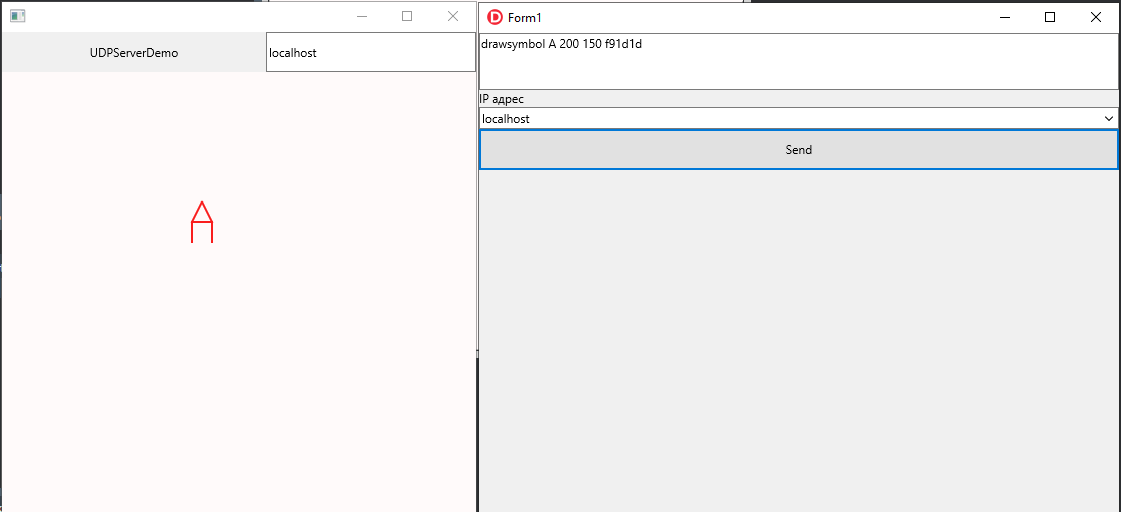 UDPServerDemo
localhost
A
Form1
drawsymbol A 200 150 f91d1d
IP адрес
localhost
Send